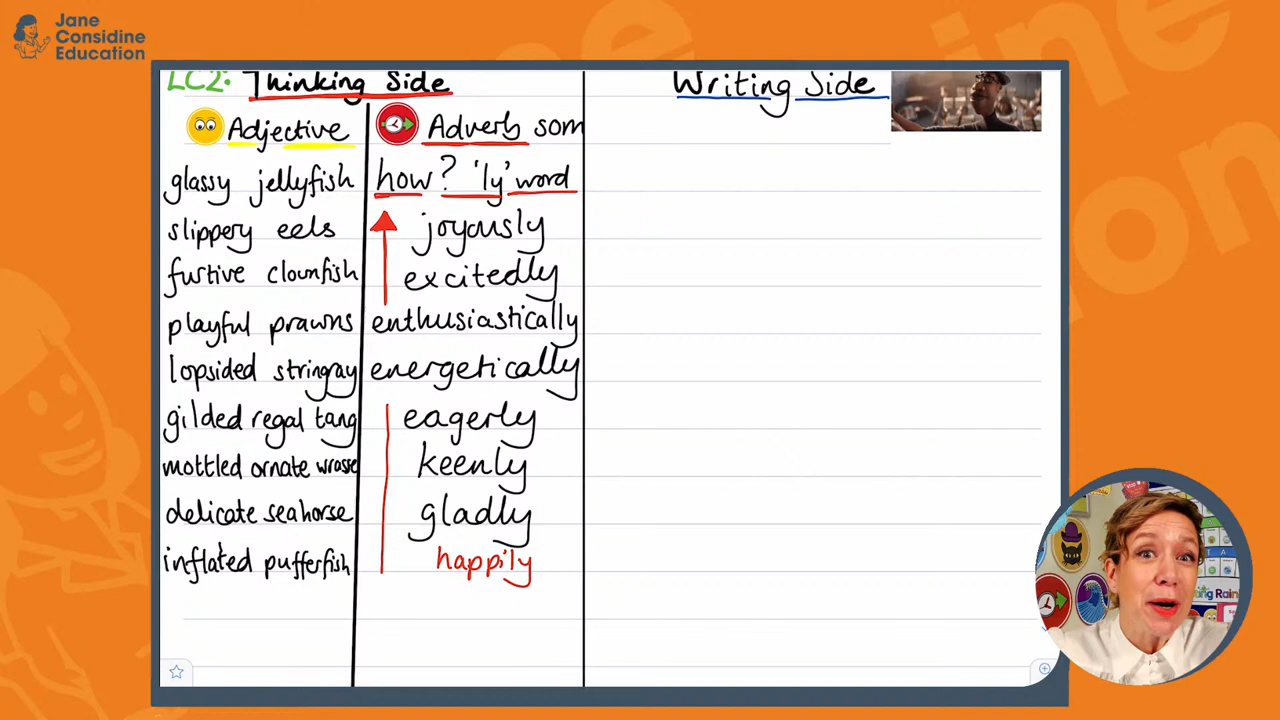 Jane
Considine
Education
LC2: Thinking Side
Writing Side
Adjective
Adverb som
glassy jellyfish
how? 'ly' word
slippery eels
joyously
furtive clownfish
excitedly
playful prawns
enthusiastically
lopsided stringray
energetically
gilded regal tang
eagerly
mottled ornate wrasse
keenly
delicate seahorse
gladly
inflated pufferfish
happily